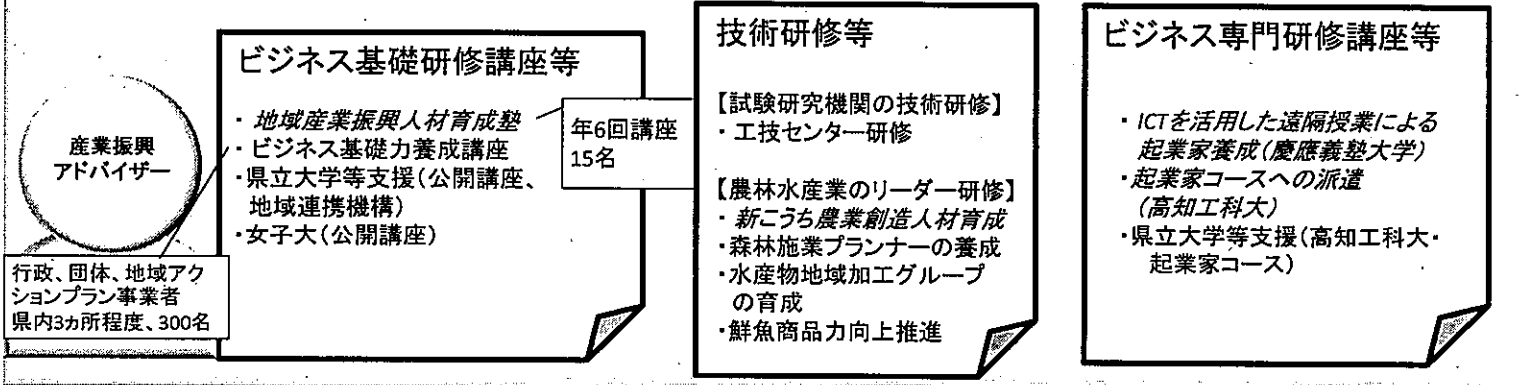 産業振興
アドバイザー
行政、団体、地域アク
ションプラン事業者
県内3ヵ所程度、300名
ビジネス基礎研修講座等
・地域産業振興人材育成塾
・ビジネス基礎力養成講座
・県立大学等支援(公開講座、
地域連携機構)
・女子大(公開講座)
年6回講座
15名
技術研修等
【試験研究機関の技術研修】
・工技センター研修
【農林水産業のリーダー研修】
・新こうち農業創造人材育成
・森林施業プランナーの養成
・水産物地域加工グループ
の育成
・鮮魚商品力向上推進
ビジネス専門研修講座等
・ICTを活用した遠隔授業による
起業家養成(慶應義塾大学)
・起業家コースへの派遣
(高知工科大)
・県立大学等支援(高知工科大・
起業家コース)